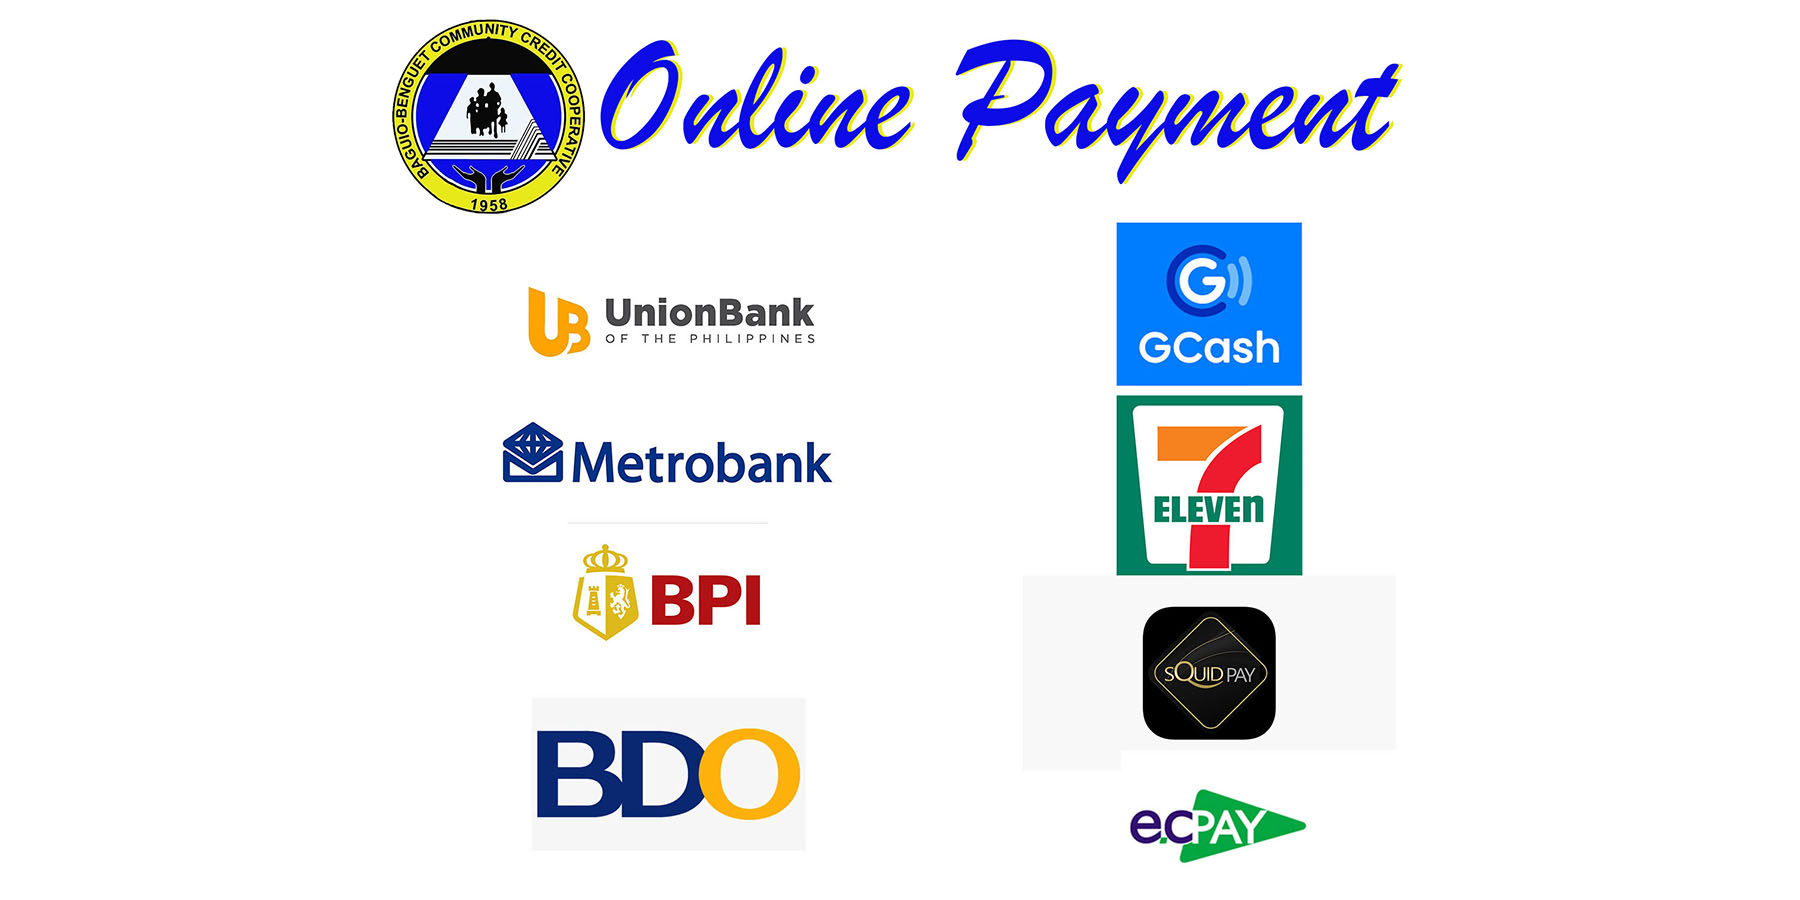 BAGUIO-BENGUET COMMUNITY CREDIT COOPERATIVE
1958
Online Payment
UnionBank
OF THE PHILIPPINES
Metrobank
BPI
BDO
G
GCash
7
ELEVEn
SQUID PAY
ecPAY